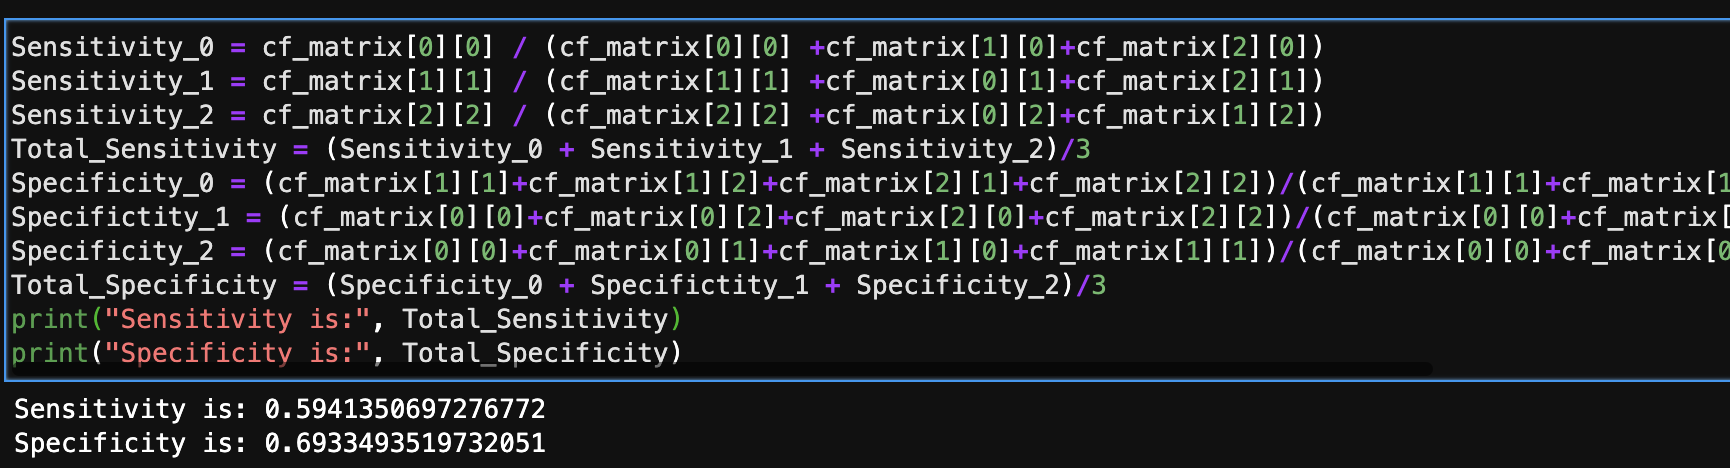 Sensitivity_0 = cf_matrix[0][0] / (cf_matrix[0][0] +cf_matrix[1][0]+cf_matrix[2][0])
Sensitivity_1 = cf_matrix[1][1] / (cf_matrix[1][1] +cf_matrix[0][1]+cf_matrix[2][1])
Sensitivity_2 = cf_matrix[2][2] / (cf_matrix[2][2] +cf_matrix[0][2]+cf_matrix[1][2])
Total_Sensitivity = (Sensitivity_0 + Sensitivity_1 + Sensitivity_2)/3
Specificity_0 = (cf_matrix[1][1]+cf_matrix[1][2]+cf_matrix[2][1]+cf_matrix[2][2])/(cf_matrix[1][1]+cf_matrix[1
Specifictity_1 = (cf_matrix[0][0]+cf_matrix[0][2]+cf_matrix[2][0]+cf_matrix[2][2])/(cf_matrix[0][0]+cf_matrix[
Specificity_2 = (cf_matrix[0][0]+cf_matrix[0][1]+cf_matrix[1][0]+cf_matrix[1][1])/(cf_matrix[0][0]+cf_matrix[0
Total_Specificity = (Specificity_0 + Specifictity_1 + Specificity_2)/3
print("Sensitivity is:", Total_Sensitivity)
print("Specificity is:", Total_Specificity)
Sensitivity is: 0.5941350697276772
Specificity is: 0.6933493519732051